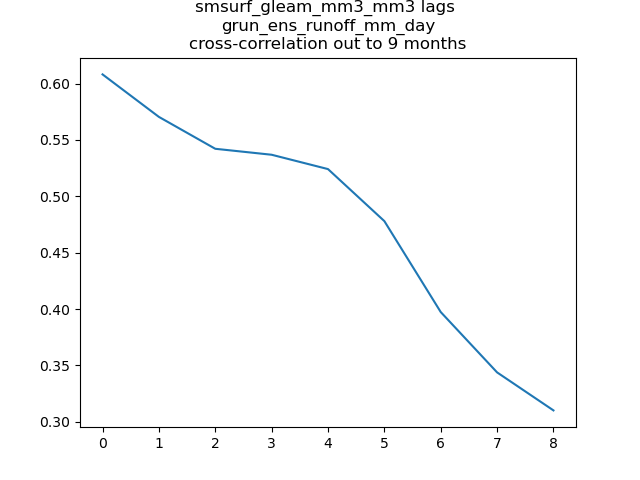 smsurf_gleam_mm3_mm3 lags
grun_ens_runoff_mm_day
cross-correlation out to 9 months
0.60
0.55
0.50
0.45
0.40
0.35
0.30
0 1 2 3 4 5 6 7 8